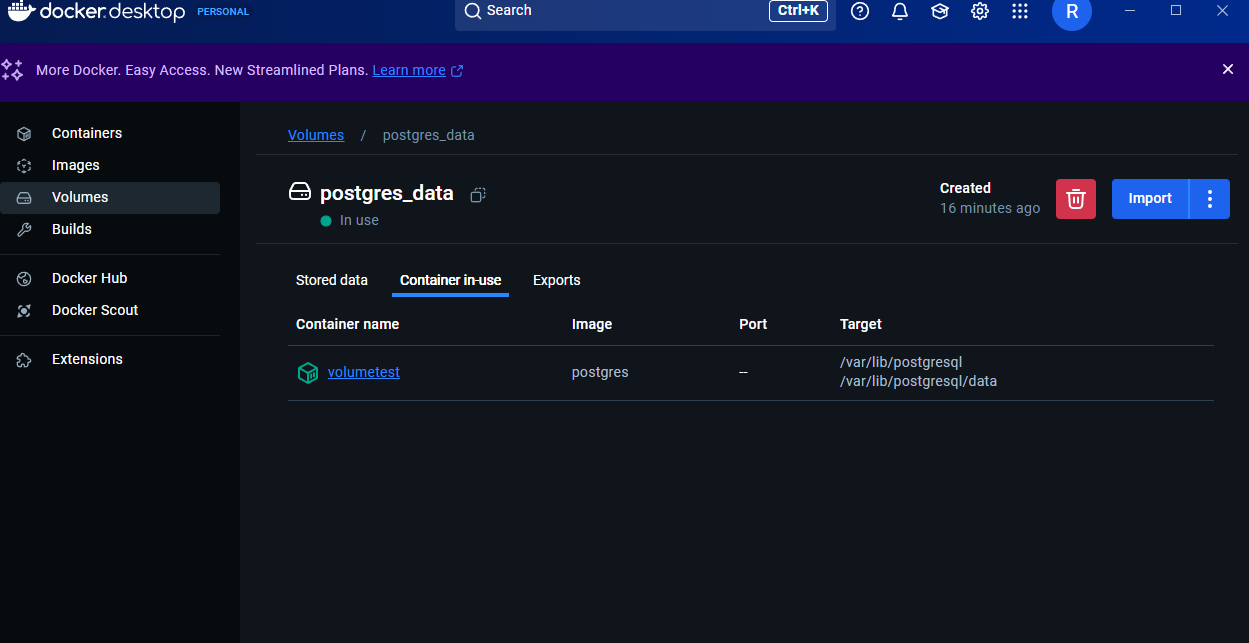 docker.desktop PERSONAL
Search
Ctrl+K
R
More Docker. Easy Access. New Streamlined Plans. Learn more
Containers
Images
Volumes
Builds
Docker Hub
Docker Scout
Extensions
Volumes / postgres_data
postgres_data
In use
Created
16 minutes ago
Import
Stored data Container in-use Exports
Container name Image Port Target
volumetest postgres -- /var/lib/postgresql
/var/lib/postgresql/data